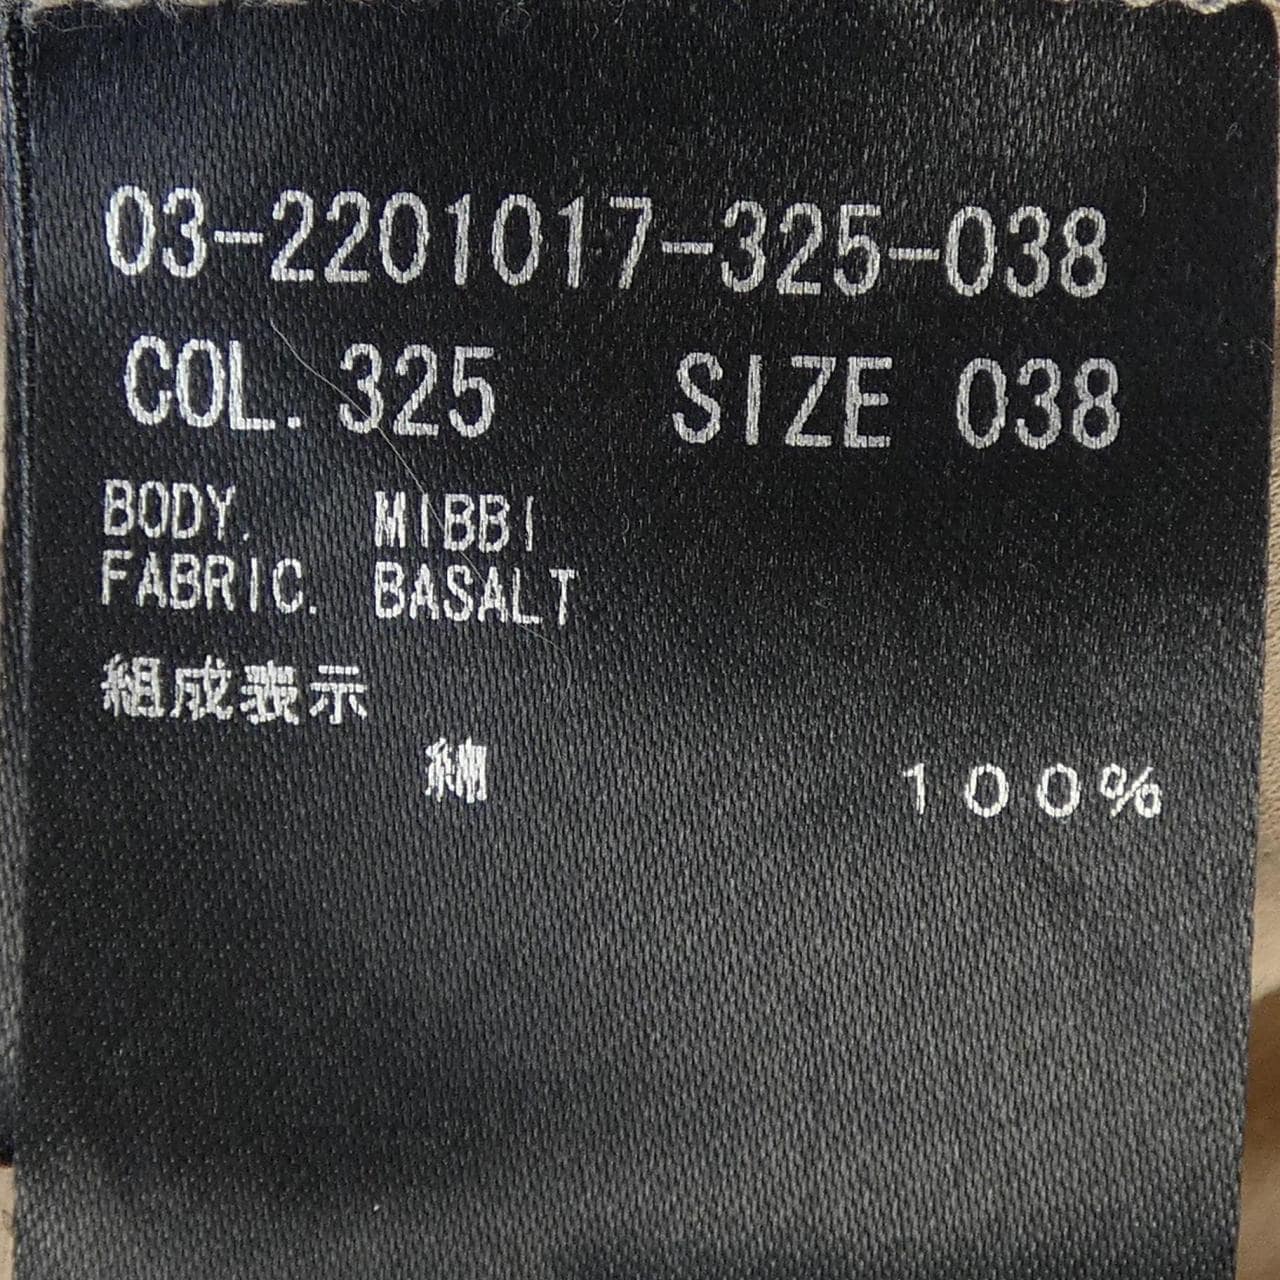 03-2201017-325-038
COL. 325 SIZE 038
BODY. MIBBI
FABRIC. BASALT
組成表示
綿 100%